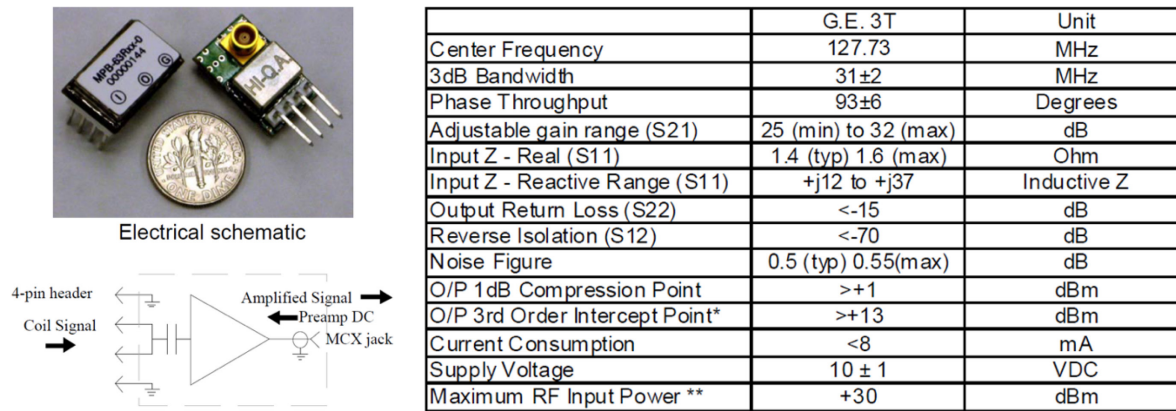 MPB-63Rxx-0
00000144
I O G
HI-Q.A.
ONE DIME
Electrical schematic
4-pin header
Coil Signal
Amplified Signal
Preamp DC
MCX jack
G.E. 3T Unit
Center Frequency 127.73 MHz
3dB Bandwidth 31±2 MHz
Phase Throughput 93±6 Degrees
Adjustable gain range (S21) 25 (min) to 32 (max) dB
Input Z - Real (S11) 1.4 (typ) 1.6 (max) Ohm
Input Z - Reactive Range (S11) +j12 to +j37 Inductive Z
Output Return Loss (S22) <-15 dB
Reverse Isolation (S12) <-70 dB
Noise Figure 0.5 (typ) 0.55(max) dB
O/P 1dB Compression Point >+1 dBm
O/P 3rd Order Intercept Point* >+13 dBm
Current Consumption <8 mA
Supply Voltage 10 ± 1 VDC
Maximum RF Input Power ** +30 dBm